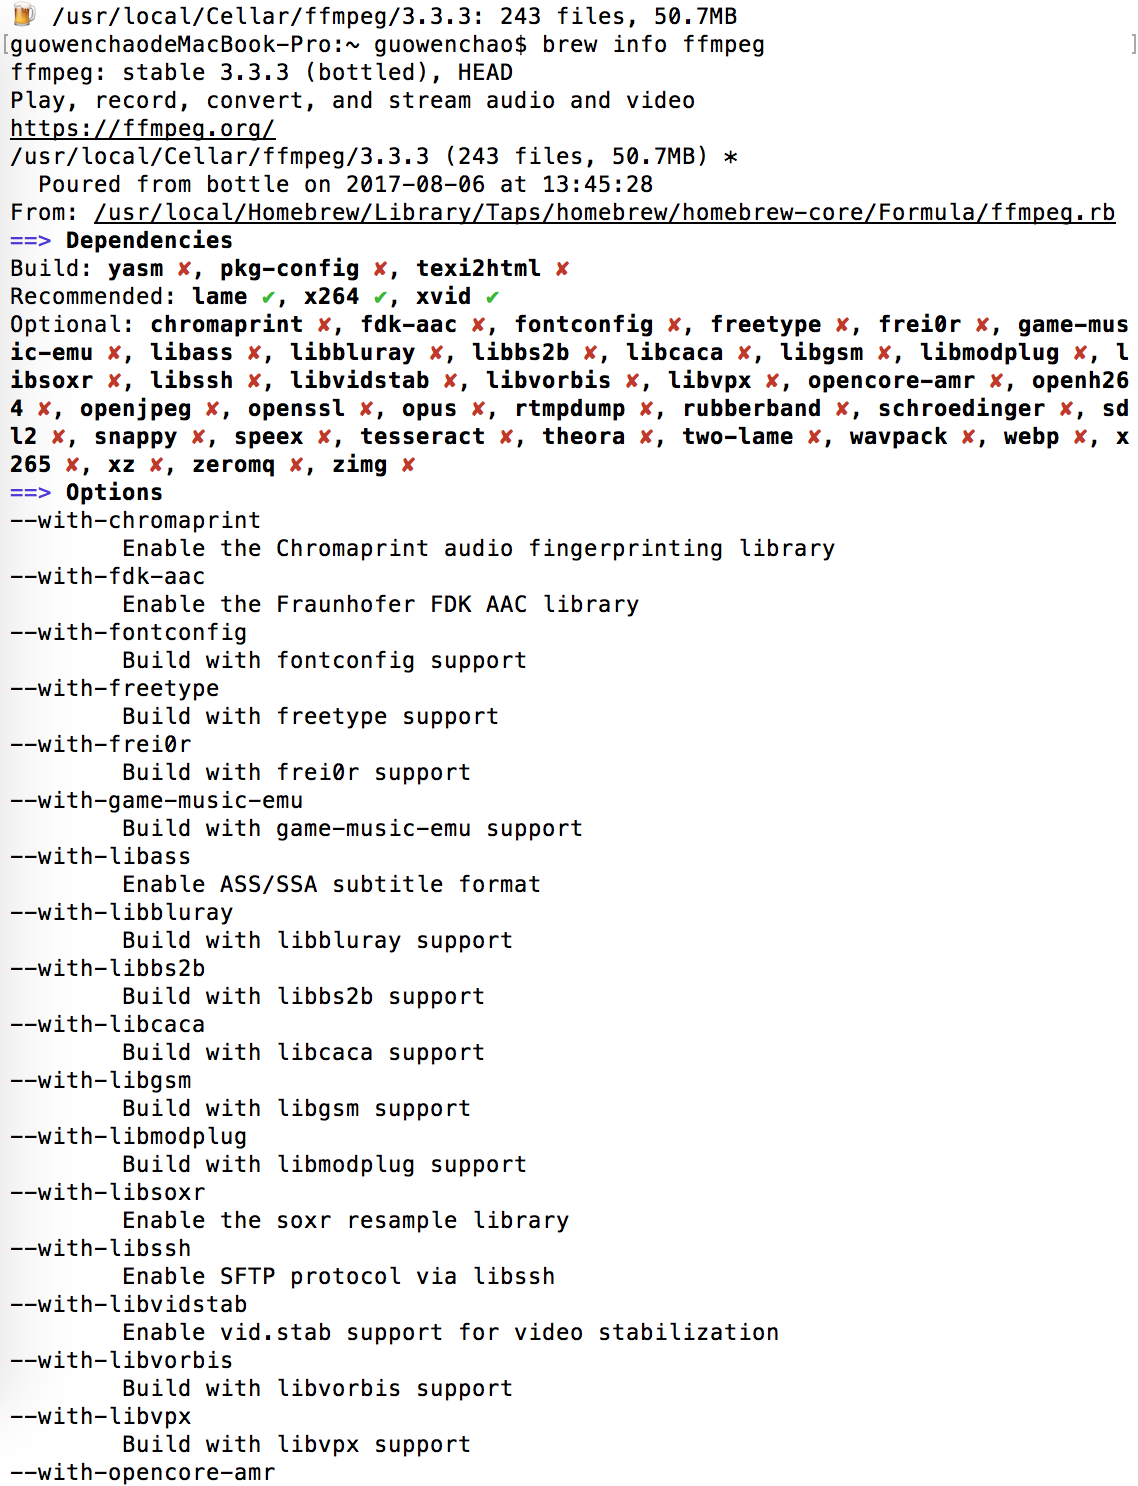 🍺 /usr/local/Cellar/ffmpeg/3.3.3: 243 files, 50.7MB
[guowenchaodeMacBook-Pro:~ guowenchao$ brew info ffmpeg ]
ffmpeg: stable 3.3.3 (bottled), HEAD
Play, record, convert, and stream audio and video
https://ffmpeg.org/
/usr/local/Cellar/ffmpeg/3.3.3 (243 files, 50.7MB) *
  Poured from bottle on 2017-08-06 at 13:45:28
From: /usr/local/Homebrew/Library/Taps/homebrew/homebrew-core/Formula/ffmpeg.rb
==> Dependencies
Build: yasm ✘, pkg-config ✘, texi2html ✘
Recommended: lame ✔, x264 ✔, xvid ✔
Optional: chromaprint ✘, fdk-aac ✘, fontconfig ✘, freetype ✘, frei0r ✘, game-mus
ic-emu ✘, libass ✘, libbluray ✘, libbs2b ✘, libcaca ✘, libgsm ✘, libmodplug ✘, l
ibsoxr ✘, libssh ✘, libvidstab ✘, libvorbis ✘, libvpx ✘, opencore-amr ✘, openh26
4 ✘, openjpeg ✘, openssl ✘, opus ✘, rtmpdump ✘, rubberband ✘, schroedinger ✘, sd
l2 ✘, snappy ✘, speex ✘, tesseract ✘, theora ✘, two-lame ✘, wavpack ✘, webp ✘, x
265 ✘, xz ✘, zeromq ✘, zimg ✘
==> Options
--with-chromaprint
        Enable the Chromaprint audio fingerprinting library
--with-fdk-aac
        Enable the Fraunhofer FDK AAC library
--with-fontconfig
        Build with fontconfig support
--with-freetype
        Build with freetype support
--with-frei0r
        Build with frei0r support
--with-game-music-emu
        Build with game-music-emu support
--with-libass
        Enable ASS/SSA subtitle format
--with-libbluray
        Build with libbluray support
--with-libbs2b
        Build with libbs2b support
--with-libcaca
        Build with libcaca support
--with-libgsm
        Build with libgsm support
--with-libmodplug
        Build with libmodplug support
--with-libsoxr
        Enable the soxr resample library
--with-libssh
        Enable SFTP protocol via libssh
--with-libvidstab
        Enable vid.stab support for video stabilization
--with-libvorbis
        Build with libvorbis support
--with-libvpx
        Build with libvpx support
--with-opencore-amr